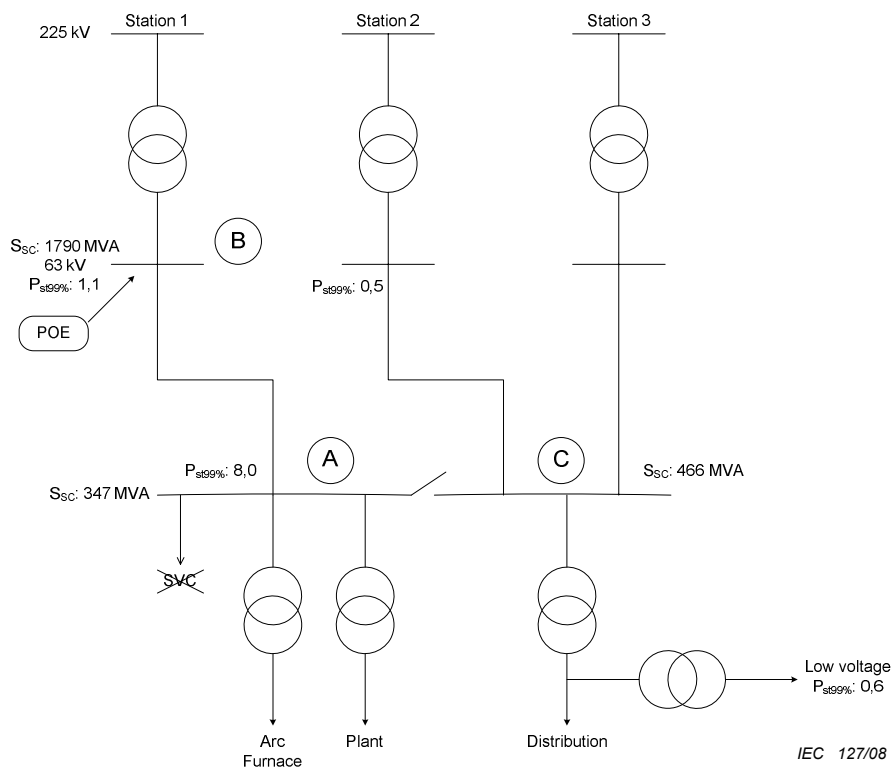 Station 1
Station 2
Station 3
225 kV
B
SSC: 1790 MVA
63 kV
Pst99%: 1,1
Pst99%: 0,5
POE
A
C
Pst99%: 8,0
SSC: 466 MVA
SSC: 347 MVA
SVC
Low voltage
Pst99%: 0,6
Arc
Furnace
Plant
Distribution
IEC 127/08